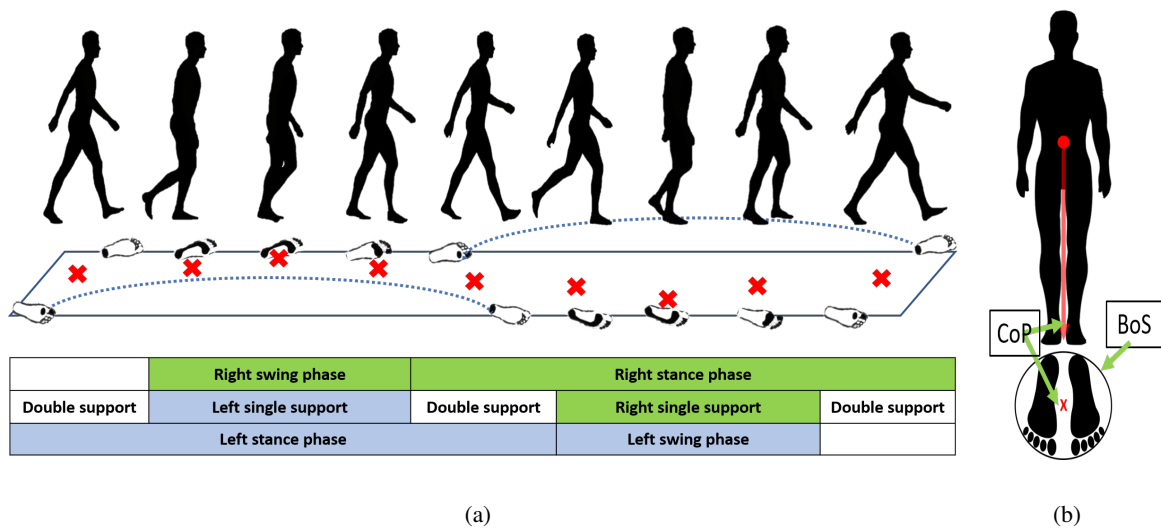 CoP
BoS
Right swing phase
Right stance phase
Double support
Left single support
Double support
Right single support
Double support
Left stance phase
Left swing phase
(a)
(b)